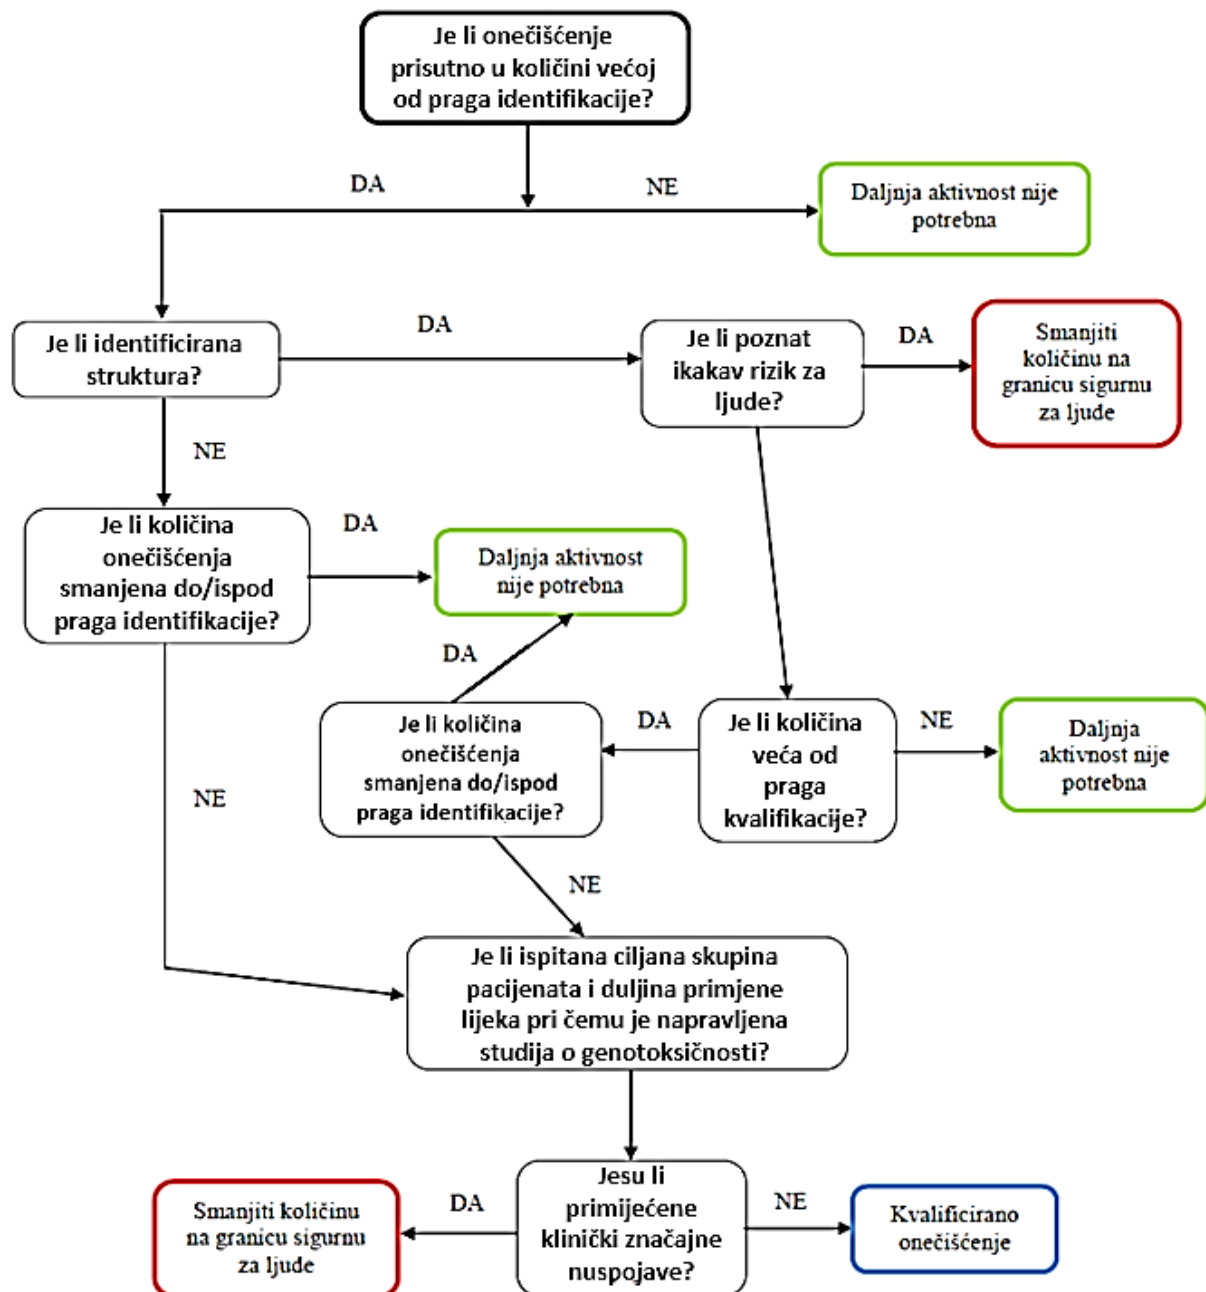 Je li onečišćenje
prisutno u količini većoj
od praga identifikacije?
DA
NE
Daljnja aktivnost nije
potrebna
Je li identificirana
struktura?
DA
Je li poznat
ikakav rizik za
ljude?
DA
Smanjiti
količinu na
granicu sigurnu
za ljude
NE
Je li količina
onečišćenja
smanjena do/ispod
praga identifikacije?
DA
Daljnja aktivnost
nije potrebna
DA
Je li količina
onečišćenja
smanjena do/ispod
praga identifikacije?
DA
Je li količina
veća od
praga
kvalifikacije?
NE
Daljnja
aktivnost nije
potrebna
NE
NE
Je li ispitana ciljana skupina
pacijenata i duljina primjene
lijeka pri čemu je napravljena
studija o genotoksičnosti?
Smanjiti količinu
na granicu sigurnu
za ljude
DA
Jesu li
primijećene
klinički značajne
nuspojave?
NE
Kvalificirano
onečišćenje